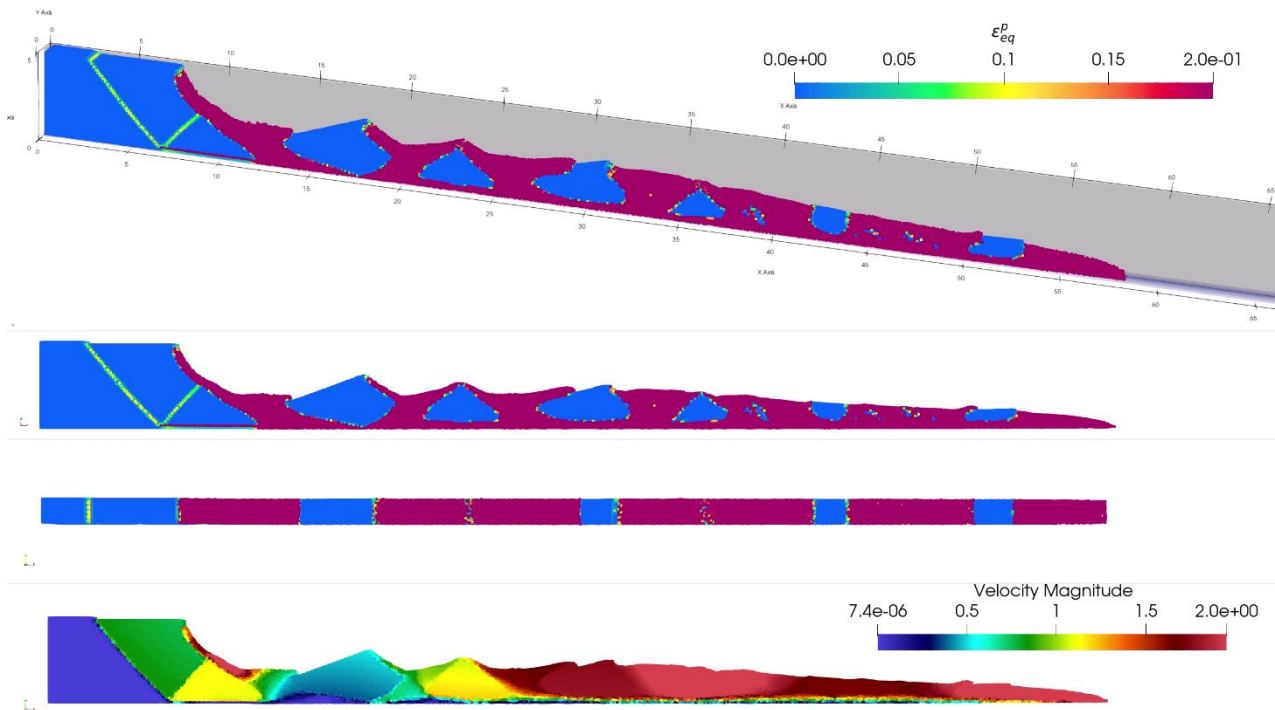 Y Axis
ε^p_eq
0.0e+00 0.05 0.1 0.15 2.0e-01
0 5 10 15 20 25 30 35 40 45 50 55 60 65
X Axis
0 5
0
0 5 10 15 20 25 30 35 40 45 50 55 60 65
X Axis
Velocity Magnitude
7.4e-06 0.5 1 1.5 2.0e+00